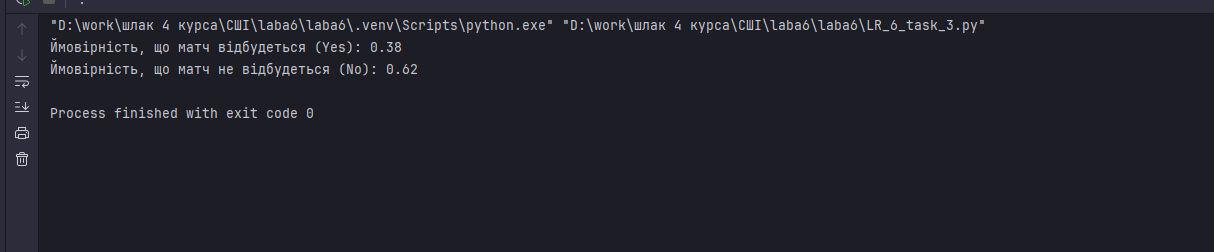 "D:\work\шлак 4 курса\СШІ\laba6\laba6\.venv\Scripts\python.exe" "D:\work\шлак 4 курса\СШІ\laba6\laba6\LR_6_task_3.py"
Ймовірність, що матч відбудеться (Yes): 0.38
Ймовірність, що матч не відбудеться (No): 0.62
Process finished with exit code 0